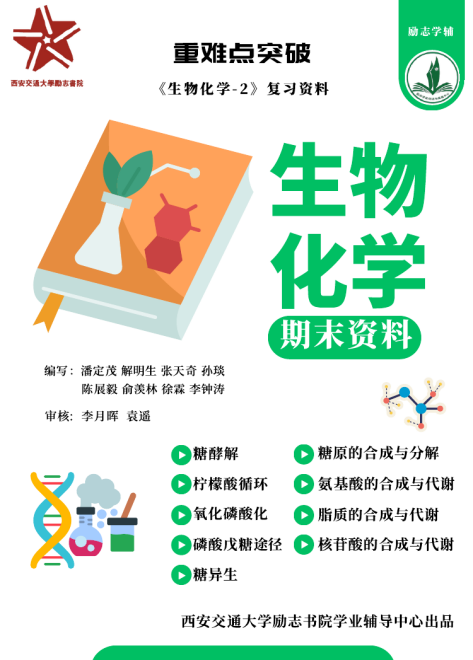 西安交通大學励志書院
励志学辅
重难点突破
《生物化学-2》复习资料
生物
化学
期末资料
编写：潘定茂 解明生 张天奇 孙琰
陈展毅 俞羡林 徐霖 李钟涛
审核：李月晖 袁遥
糖酵解
柠檬酸循环
氧化磷酸化
磷酸戊糖途径
糖异生
糖原的合成与分解
氨基酸的合成与代谢
脂质的合成与代谢
核苷酸的合成与代谢
西安交通大学励志书院学业辅导中心出品